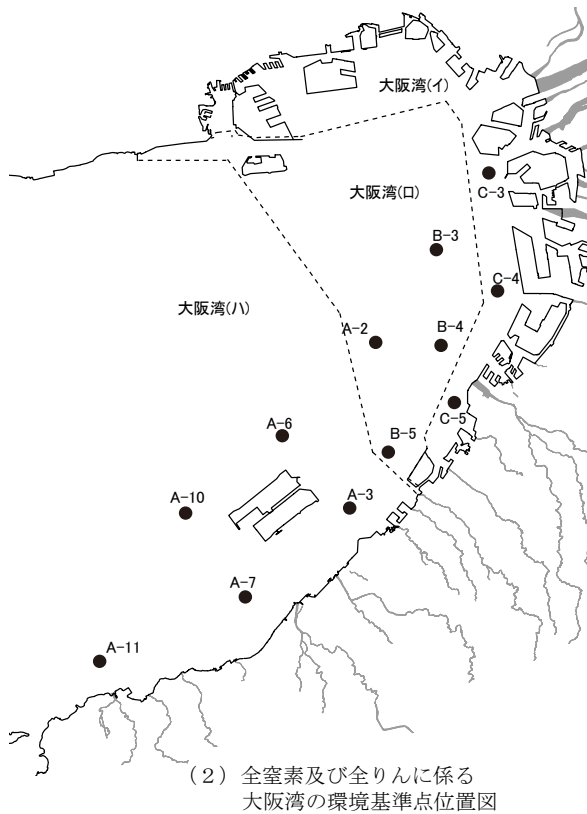 大阪湾(イ)
大阪湾(ロ)
C-3
B-3
C-4
大阪湾(ハ)
A-2
B-4
C-5
A-6
B-5
A-10
A-3
A-7
A-11
(2) 全窒素及び全りんに係る
大阪湾の環境基準点位置図